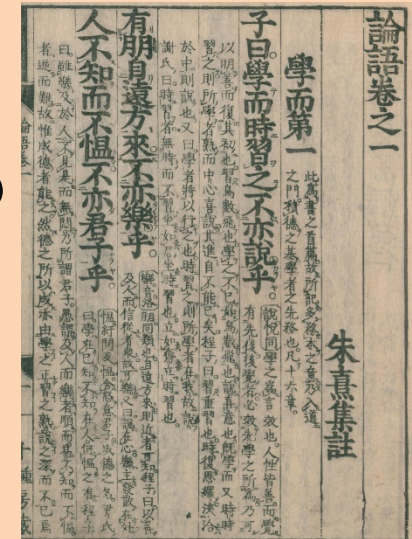 論語卷之一
朱熹集註
學而第一
此爲書之首篇故所記多務本之意乃入道
之門積德之基學者之先務也凡十六章
子曰學而時習之不亦說乎
說悅同學之爲言效也人性皆善而覺
有先後後覺者必效先覺之所爲乃可
以明善而復其初也習鳥數飛也學之不已如鳥數飛也說喜意也既學而又時時
習之則所學者熟而中心喜說其進自不能已矣程子曰習重習也時復思繹浹洽
於中則說也又曰學者將以行之也時習之則所學者在我故說
謝氏曰時習者無時而不習坐如尸坐時習也立如齊立時習也
有朋自遠方來不亦樂乎
樂音洛朋同類也自遠方來則近者可知程子曰以善
及人而信從者衆故可樂又曰說在心樂主發散在外
人不知而不慍不亦君子乎
慍紆問反慍含怒意君子成德之名尹氏
曰學在己知不知在人何慍之有程子
曰雖樂及於人不見是而無悶乃所謂君子愚謂及人而樂者順而易不知而不慍
者逆而難故惟成德者能之然德之所以成亦由學之正習之熟說之深而不已焉
論語卷一